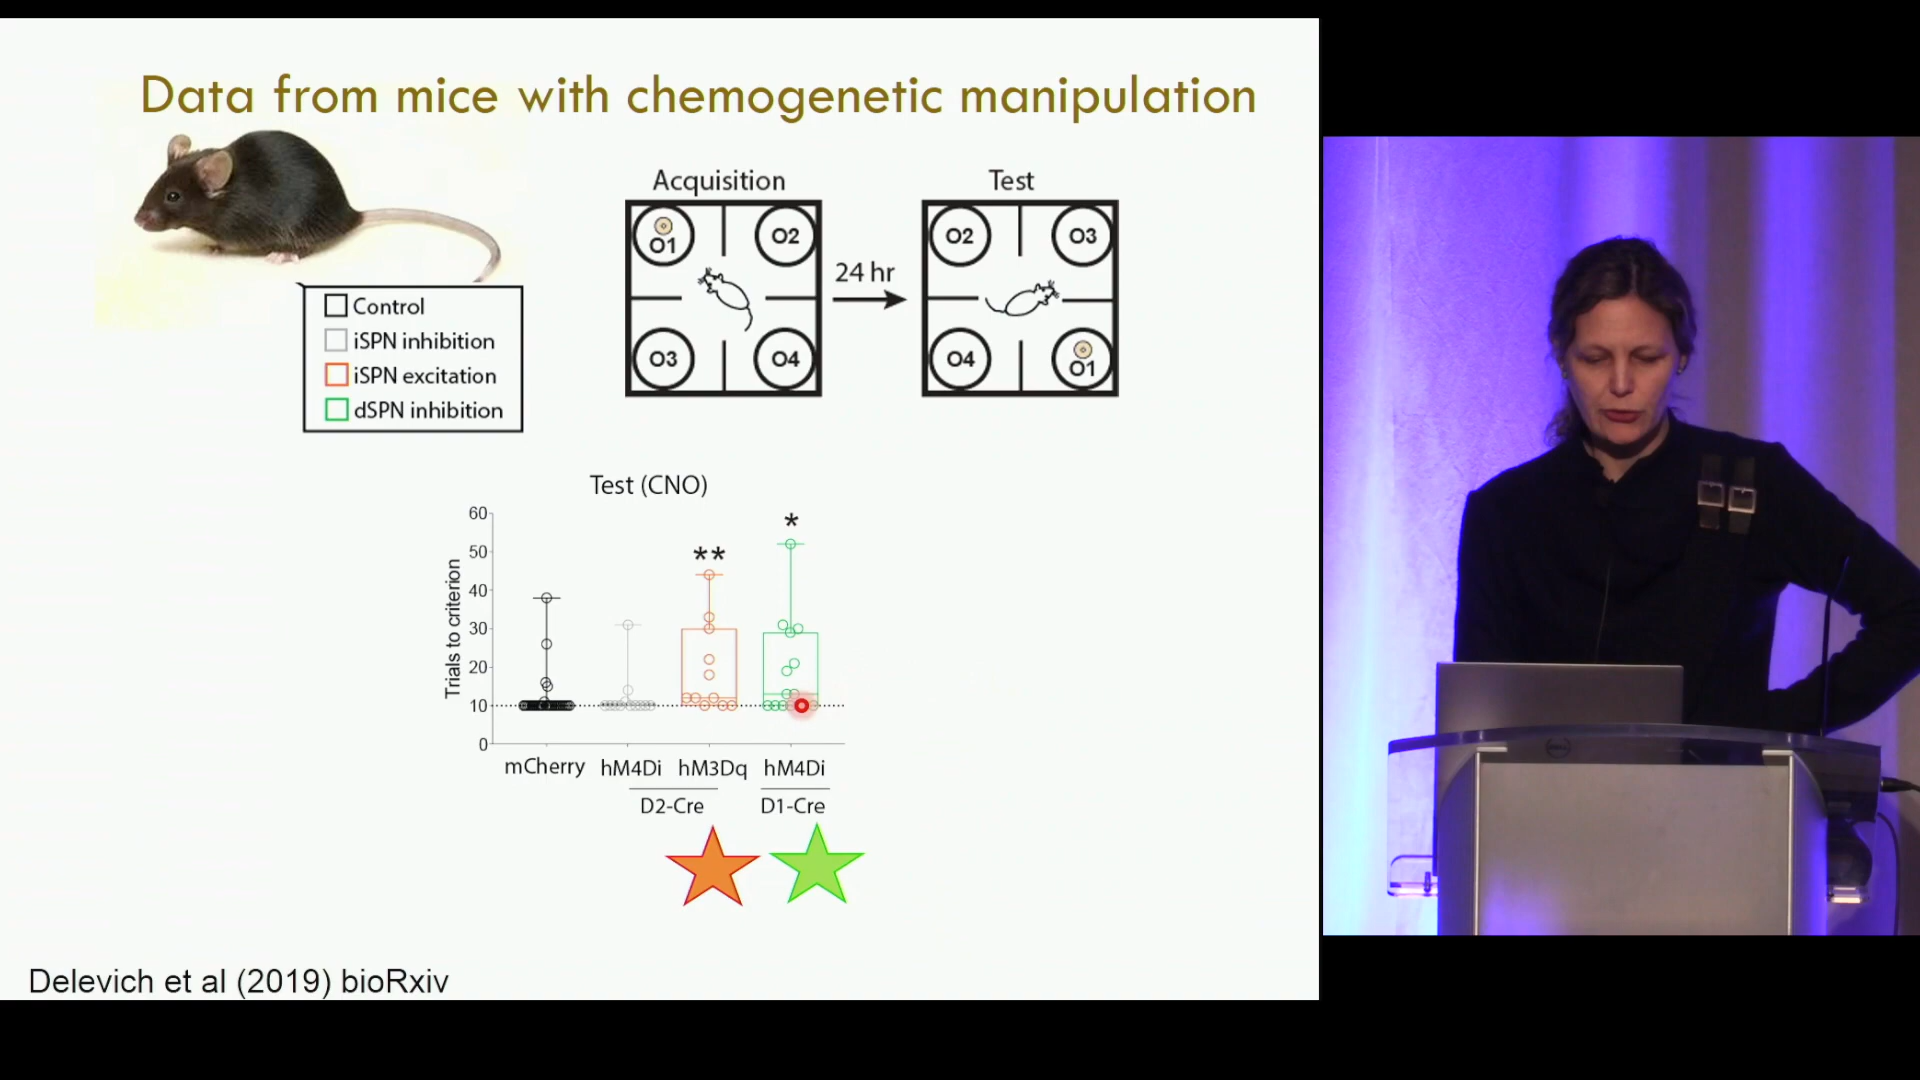 Data from mice with chemogenetic manipulation
Control
iSPN inhibition
iSPN excitation
dSPN inhibition
Acquisition
O1
O2
O3
O4
24 hr
Test
O2
O3
O4
O1
Test (CNO)
Trials to criterion
60
50
40
30
20
10
0
**
*
mCherry
hM4Di
hM3Dq
hM4Di
D2-Cre
D1-Cre
Delevich et al (2019) bioRxiv